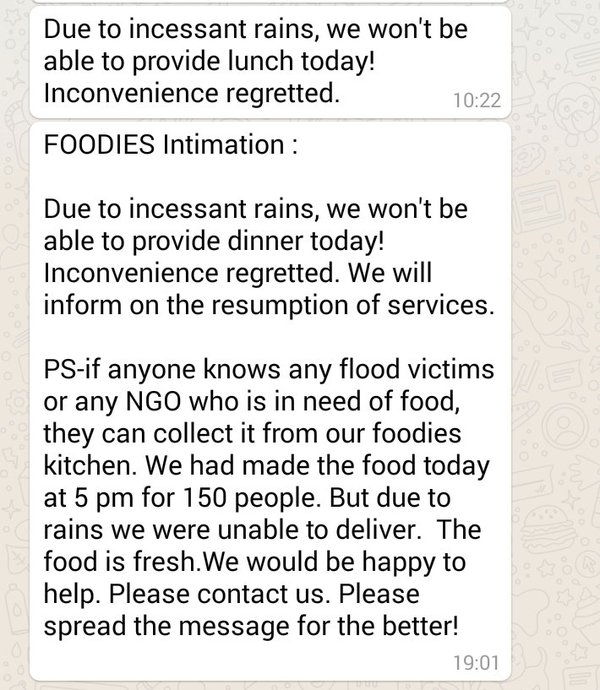 Due to incessant rains, we won't be
able to provide lunch today!
Inconvenience regretted.
10:22
FOODIES Intimation :
Due to incessant rains, we won't be
able to provide dinner today!
Inconvenience regretted. We will
inform on the resumption of services.
PS-if anyone knows any flood victims
or any NGO who is in need of food,
they can collect it from our foodies
kitchen. We had made the food today
at 5 pm for 150 people. But due to
rains we were unable to deliver.  The
food is fresh.We would be happy to
help. Please contact us. Please
spread the message for the better!
19:01